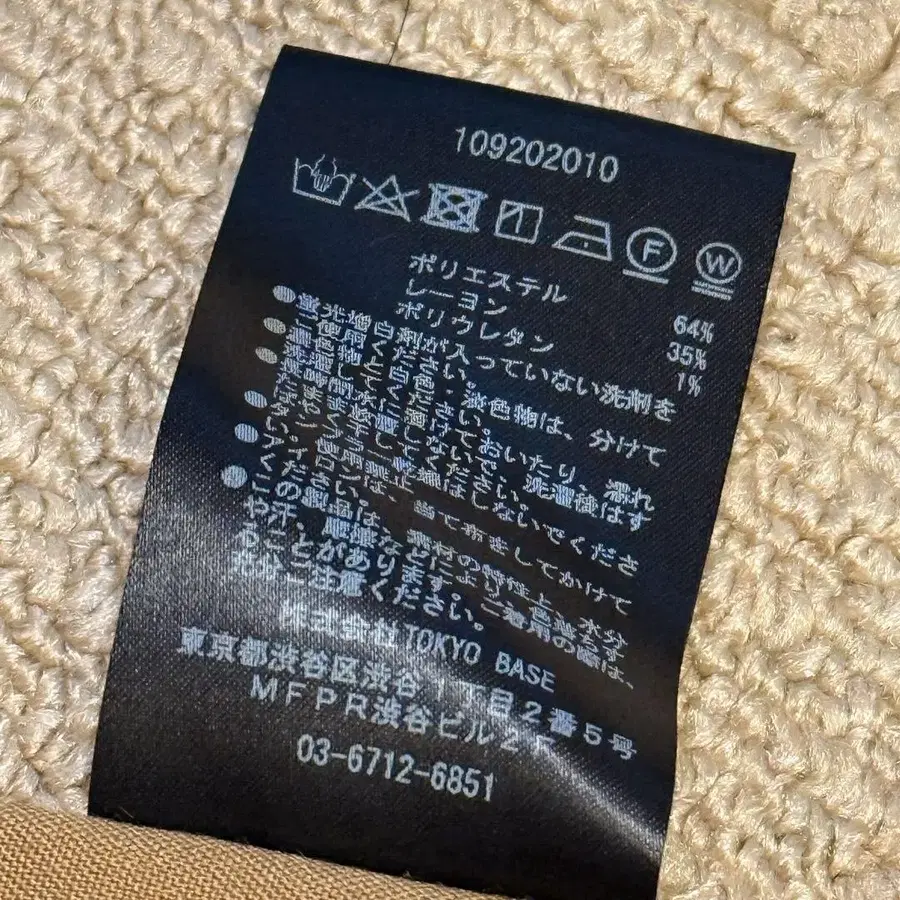 109202010
F W
ポリエステル 64%
レーヨン 35%
ポリウレタン 1%
●蛍光増白剤が入っていない洗剤を
ご使用ください。
●濃色物と白色・淡色物は、分けて
洗濯してください。
●長時間水に漬けておいたり、濡れ
たまま放置しないで、洗濯後はす
ぐに干してください。
●タンブラー乾燥はしないでくださ
い。
●アイロンは、当て布をしてかけて
ください。
●この製品は、素材の特性上、水分
や汗、摩擦などにより、色落ちす
ることがあります。ご着用の際は、
充分ご注意ください。
株式会社TOKYO BASE
東京都渋谷区渋谷1丁目2番5号
MFPR渋谷ビル2F
03-6712-6851